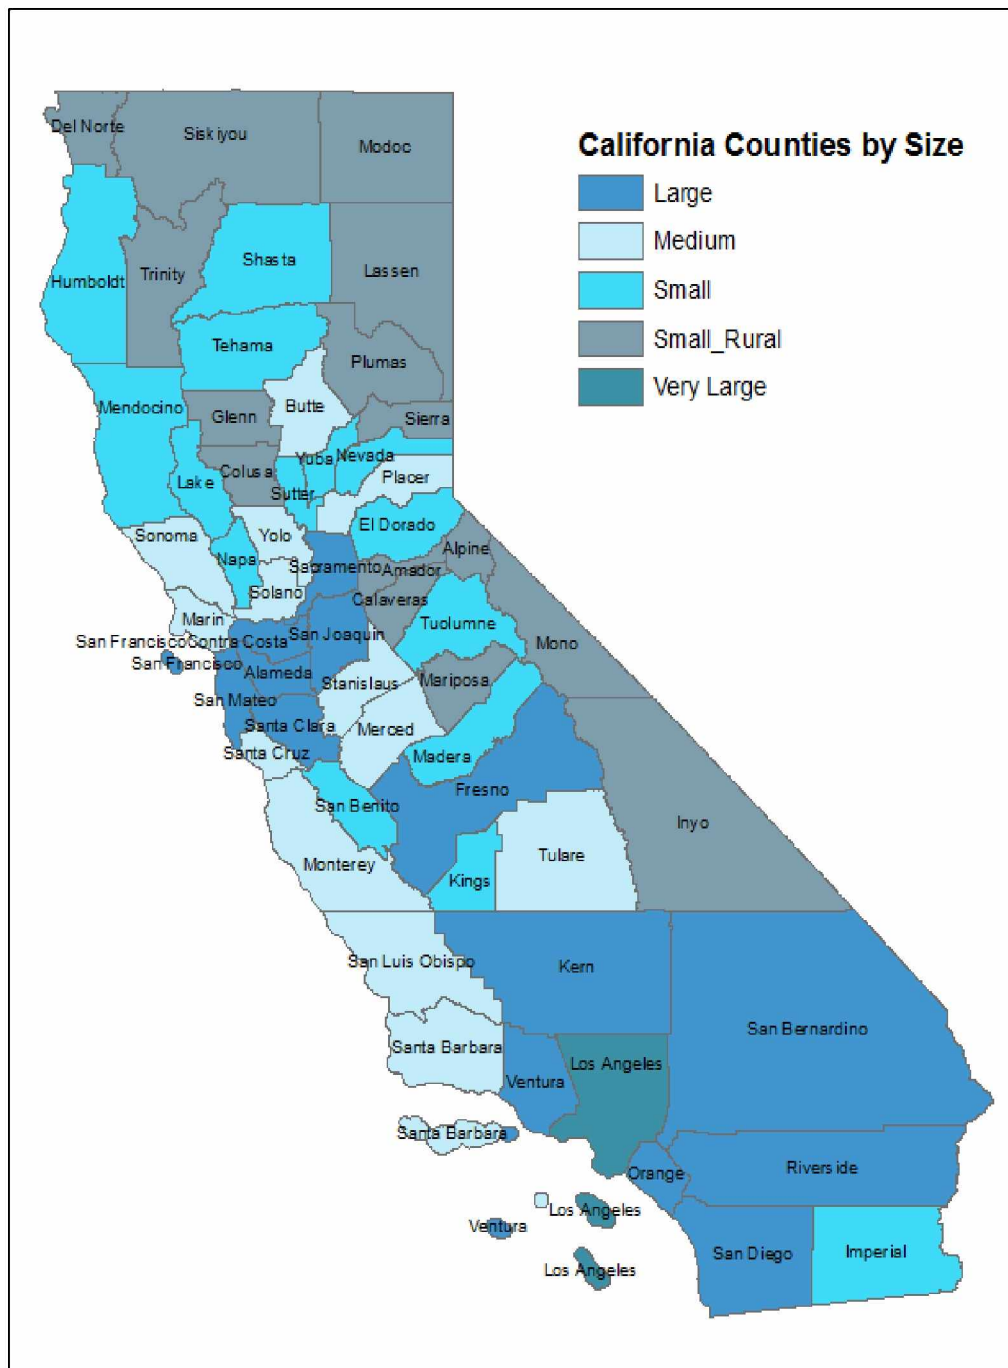 California Counties by Size
Large
Medium
Small
Small_Rural
Very Large
Del Norte
Siskiyou
Modoc
Humboldt
Trinity
Shasta
Lassen
Tehama
Plumas
Mendocino
Glenn
Butte
Sierra
Lake
Colusa
Sutter
Yuba
Nevada
Placer
Sonoma
Napa
Yolo
El Dorado
Solano
Sacramento
Amador
Alpine
Marin
Calaveras
Tuolumne
Mono
San Francisco
Contra Costa
San Joaquin
San Francisco
Alameda
Stanislaus
Mariposa
San Mateo
Santa Clara
Merced
Santa Cruz
Madera
San Benito
Fresno
Inyo
Monterey
Kings
Tulare
San Luis Obispo
Kern
San Bernardino
Santa Barbara
Ventura
Los Angeles
Santa Barbara
Orange
Riverside
Ventura
Los Angeles
San Diego
Imperial
Los Angeles